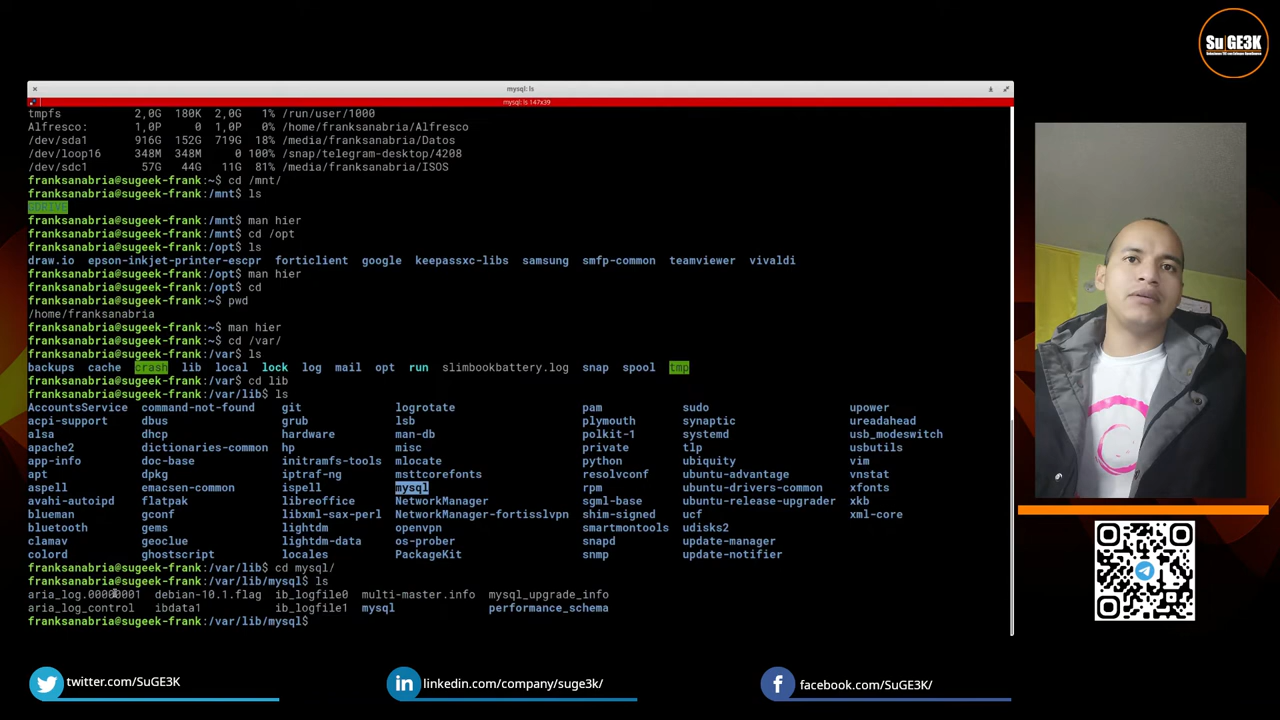 SuGE3K
mysql: ls
mysql: ls 147x39
tmpfs 2,0G 180K 2,0G 1% /run/user/1000
Alfresco: 1,0P 0 1,0P 0% /home/franksanabria/Alfresco
/dev/sda1 916G 152G 719G 18% /media/franksanabria/Datos
/dev/loop16 348M 348M 0 100% /snap/telegram-desktop/4208
/dev/sdc1 57G 44G 11G 81% /media/franksanabria/ISOS
franksanabria@sugeek-frank:~$ cd /mnt/
franksanabria@sugeek-frank:/mnt$ ls
GDRIVE
franksanabria@sugeek-frank:/mnt$ man hier
franksanabria@sugeek-frank:/mnt$ cd /opt
franksanabria@sugeek-frank:/opt$ ls
draw.io epson-inkjet-printer-escpr forticlient google keepassxc-libs samsung smfp-common teamviewer vivaldi
franksanabria@sugeek-frank:/opt$ man hier
franksanabria@sugeek-frank:/opt$ cd
franksanabria@sugeek-frank:~$ pwd
/home/franksanabria
franksanabria@sugeek-frank:~$ man hier
franksanabria@sugeek-frank:~$ cd /var/
franksanabria@sugeek-frank:/var$ ls
backups cache crash lib local lock log mail opt run slimbookbattery.log snap spool tmp
franksanabria@sugeek-frank:/var$ cd lib
franksanabria@sugeek-frank:/var/lib$ ls
AccountsService command-not-found git logrotate pam sudo upower
acpi-support dbus grub lsb plymouth synaptic ureadahead
alsa dhcp hardware man-db polkit-1 systemd usb_modeswitch
apache2 dictionaries-common hp misc private tlp usbutils
app-info doc-base initramfs-tools mlocate python ubiquity vim
apt dpkg iptraf-ng msttcorefonts resolvconf ubuntu-advantage vnstat
aspell emacsen-common ispell mysql rpm ubuntu-drivers-common xfonts
avahi-autoipd flatpak libreoffice NetworkManager sgml-base ubuntu-release-upgrader xkb
blueman gconf libxml-sax-perl NetworkManager-fortisslvpn shim-signed ucf xml-core
bluetooth gems lightdm openvpn smartmontools udisks2
clamav geoclue lightdm-data os-prober snapd update-manager
colord ghostscript locales PackageKit snmp update-notifier
franksanabria@sugeek-frank:/var/lib$ cd mysql/
franksanabria@sugeek-frank:/var/lib/mysql$ ls
aria_log.00000001 debian-10.1.flag ib_logfile0 multi-master.info mysql_upgrade_info
aria_log_control ibdata1 ib_logfile1 mysql performance_schema
franksanabria@sugeek-frank:/var/lib/mysql$
twitter.com/SuGE3K
linkedin.com/company/suge3k/
facebook.com/SuGE3K/